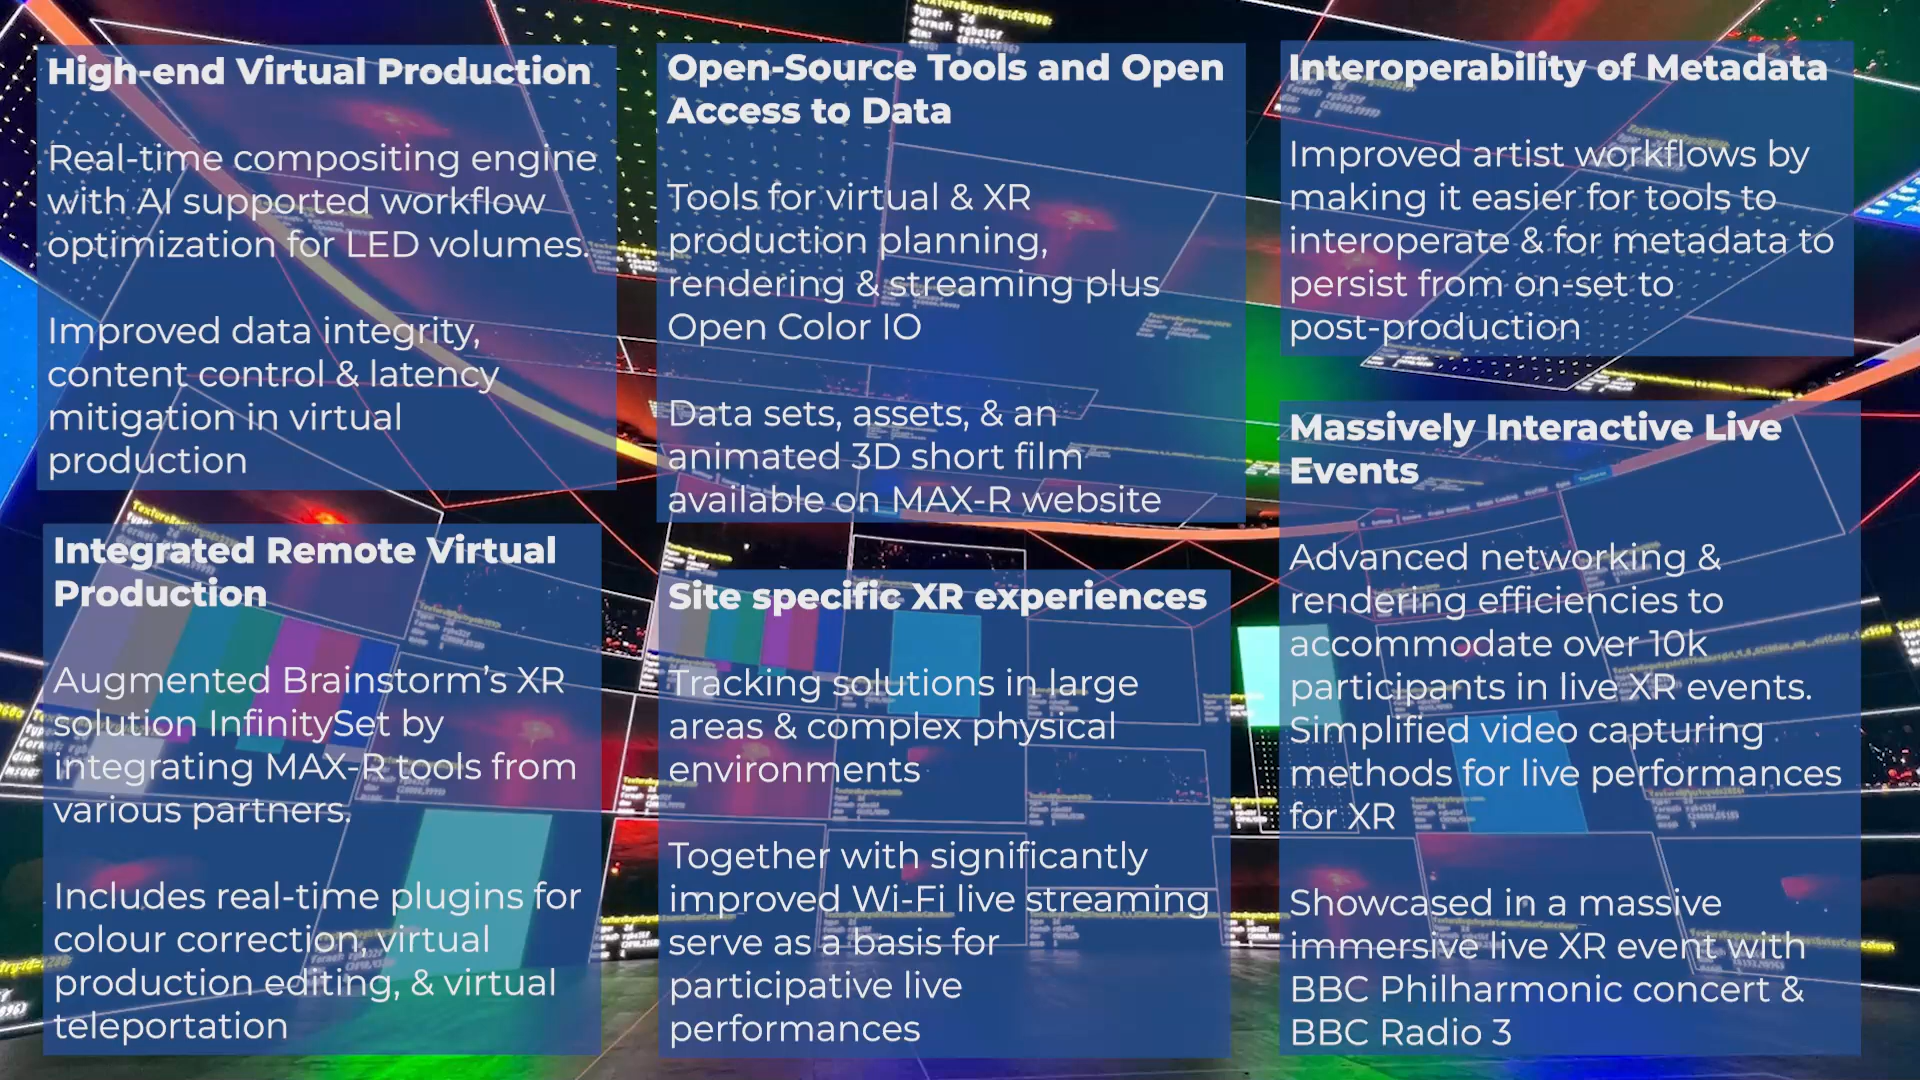 High-end Virtual Production
Real-time compositing engine
with AI supported workflow
optimization for LED volumes.
Improved data integrity,
content control & latency
mitigation in virtual
production
Open-Source Tools and Open
Access to Data
Tools for virtual & XR
production planning,
rendering & streaming plus
Open Color IO
Data sets, assets, & an
animated 3D short film
available on MAX-R website
Interoperability of Metadata
Improved artist workflows by
making it easier for tools to
interoperate & for metadata to
persist from on-set to
post-production
Integrated Remote Virtual
Production
Augmented Brainstorm’s XR
solution InfinitySet by
integrating MAX-R tools from
various partners.
Includes real-time plugins for
colour correction, virtual
production editing, & virtual
teleportation
Site specific XR experiences
Tracking solutions in large
areas & complex physical
environments
Together with significantly
improved Wi-Fi live streaming
serve as a basis for
participative live
performances
Massively Interactive Live
Events
Advanced networking &
rendering efficiencies to
accommodate over 10k
participants in live XR events.
Simplified video capturing
methods for live performances
for XR
Showcased in a massive
immersive live XR event with
BBC Philharmonic concert &
BBC Radio 3